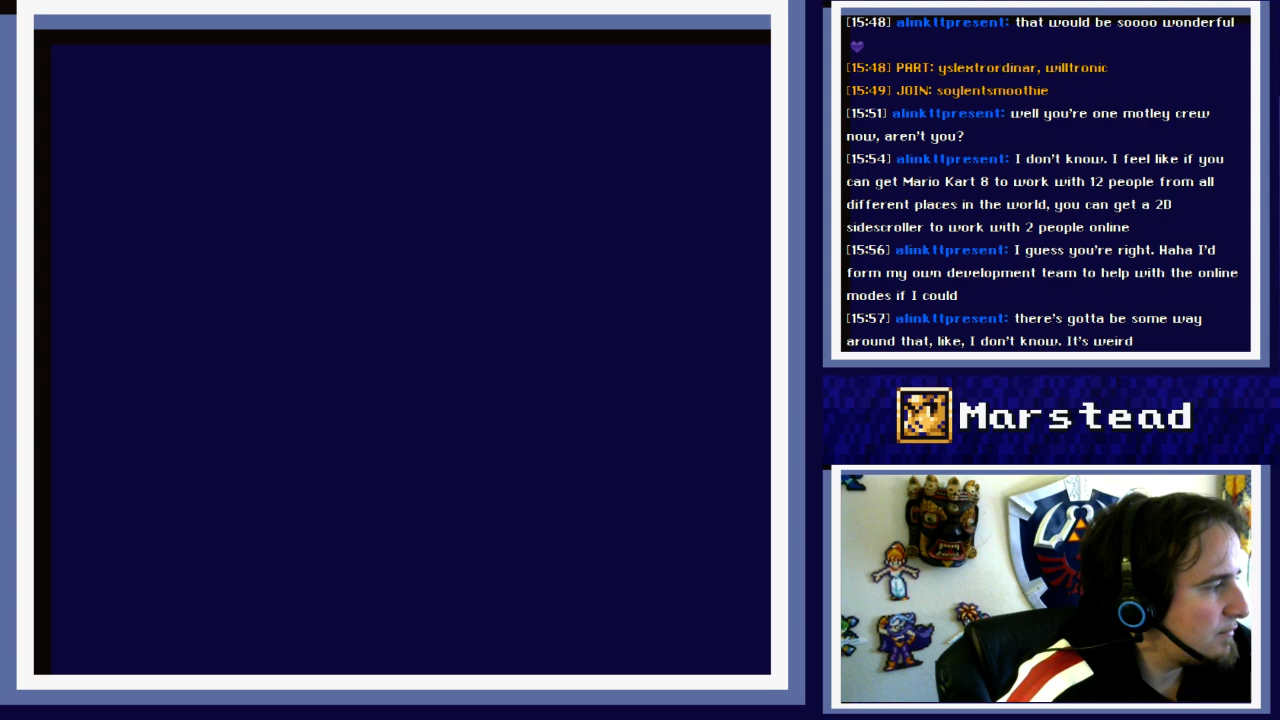 [15:48] alinkttpresent: that would be soooo wonderful
💜
[15:48] PART: yslextrordinar, willtronic
[15:49] JOIN: soylentsmoothie
[15:51] alinkttpresent: well you're one motley crew
now, aren't you?
[15:54] alinkttpresent: I don't know. I feel like if you
can get Mario Kart 8 to work with 12 people from all
different places in the world, you can get a 2D
sidescroller to work with 2 people online
[15:56] alinkttpresent: I guess you're right. Haha I'd
form my own development team to help with the online
modes if I could
[15:57] alinkttpresent: there's gotta be some way
around that, like, I don't know. It's weird
Marstead